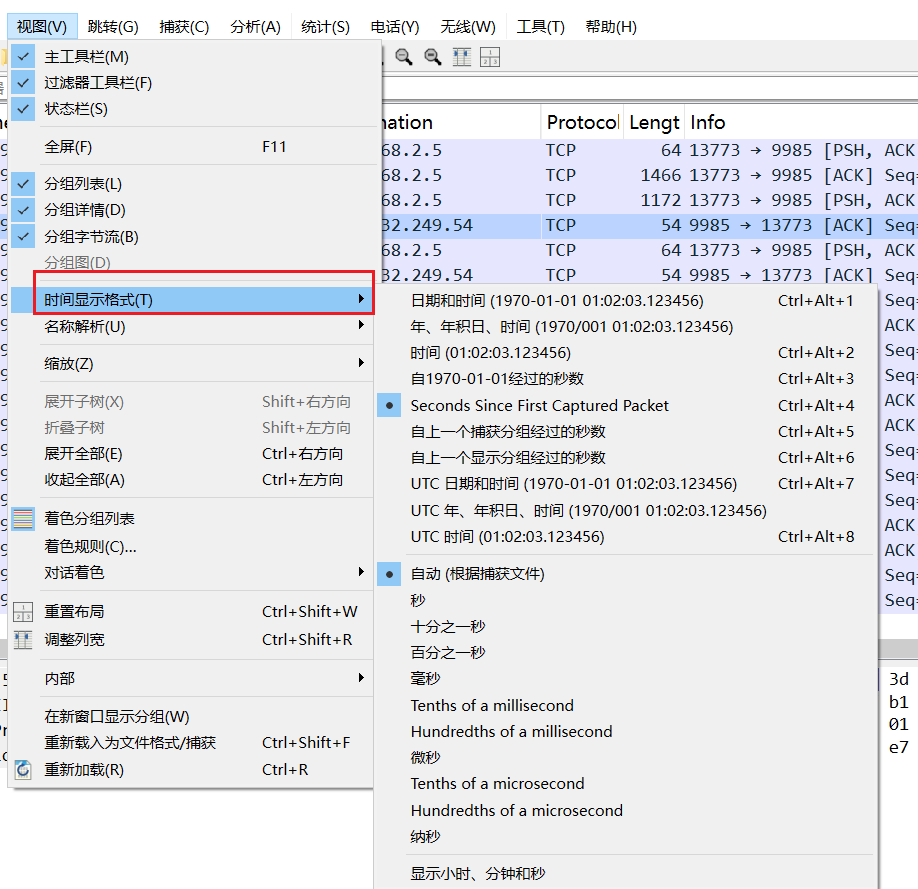 视图(V) 跳转(G) 捕获(C) 分析(A) 统计(S) 电话(Y) 无线(W) 工具(T) 帮助(H)
主工具栏(M)
过滤器工具栏(F)
状态栏(S)
全屏(F) F11
分组列表(L)
分组详情(D)
分组字节流(B)
分组图(D)
时间显示格式(T)
名称解析(U)
缩放(Z)
展开子树(X) Shift+右方向
折叠子树 Shift+左方向
展开全部(E) Ctrl+右方向
收起全部(A) Ctrl+左方向
着色分组列表
着色规则(C)...
对话着色
重置布局 Ctrl+Shift+W
调整列宽 Ctrl+Shift+R
内部
在新窗口显示分组(W)
重新载入为文件格式/捕获 Ctrl+Shift+F
重新加载(R) Ctrl+R
nation Protocol Lengt Info
68.2.5 TCP 64 13773 → 9985 [PSH, ACK
68.2.5 TCP 1466 13773 → 9985 [ACK] Seq=
68.2.5 TCP 1172 13773 → 9985 [PSH, ACK
32.249.54 TCP 54 9985 → 13773 [ACK] Seq=
68.2.5 TCP 64 13773 → 9985 [PSH, ACK
32.249.54 TCP 54 9985 → 13773 [ACK] Seq=
日期和时间 (1970-01-01 01:02:03.123456) Ctrl+Alt+1
年、年积日、时间 (1970/001 01:02:03.123456)
时间 (01:02:03.123456) Ctrl+Alt+2
自1970-01-01经过的秒数 Ctrl+Alt+3
Seconds Since First Captured Packet Ctrl+Alt+4
自上一个捕获分组经过的秒数 Ctrl+Alt+5
自上一个显示分组经过的秒数 Ctrl+Alt+6
UTC 日期和时间 (1970-01-01 01:02:03.123456) Ctrl+Alt+7
UTC 年、年积日、时间 (1970/001 01:02:03.123456)
UTC 时间 (01:02:03.123456) Ctrl+Alt+8
自动 (根据捕获文件)
秒
十分之一秒
百分之一秒
毫秒
Tenths of a millisecond
Hundredths of a millisecond
微秒
Tenths of a microsecond
Hundredths of a microsecond
纳秒
显示小时、分钟和秒
Seq=
ACK
Seq=
ACK
ACK
ACK
Seq=
Seq=
Seq=
ACK
ACK
Seq=
Seq=
3d
b1
01
e7